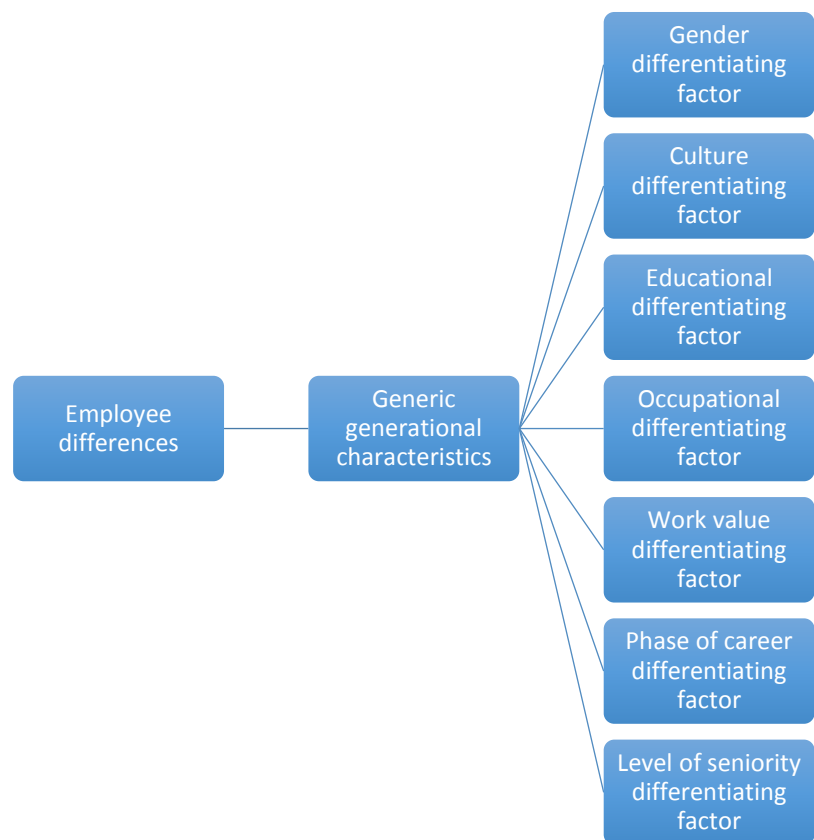 Gender
differentiating
factor
Culture
differentiating
factor
Educational
differentiating
factor
Employee
differences
Generic
generational
characteristics
Occupational
differentiating
factor
Work value
differentiating
factor
Phase of career
differentiating
factor
Level of seniority
differentiating
factor